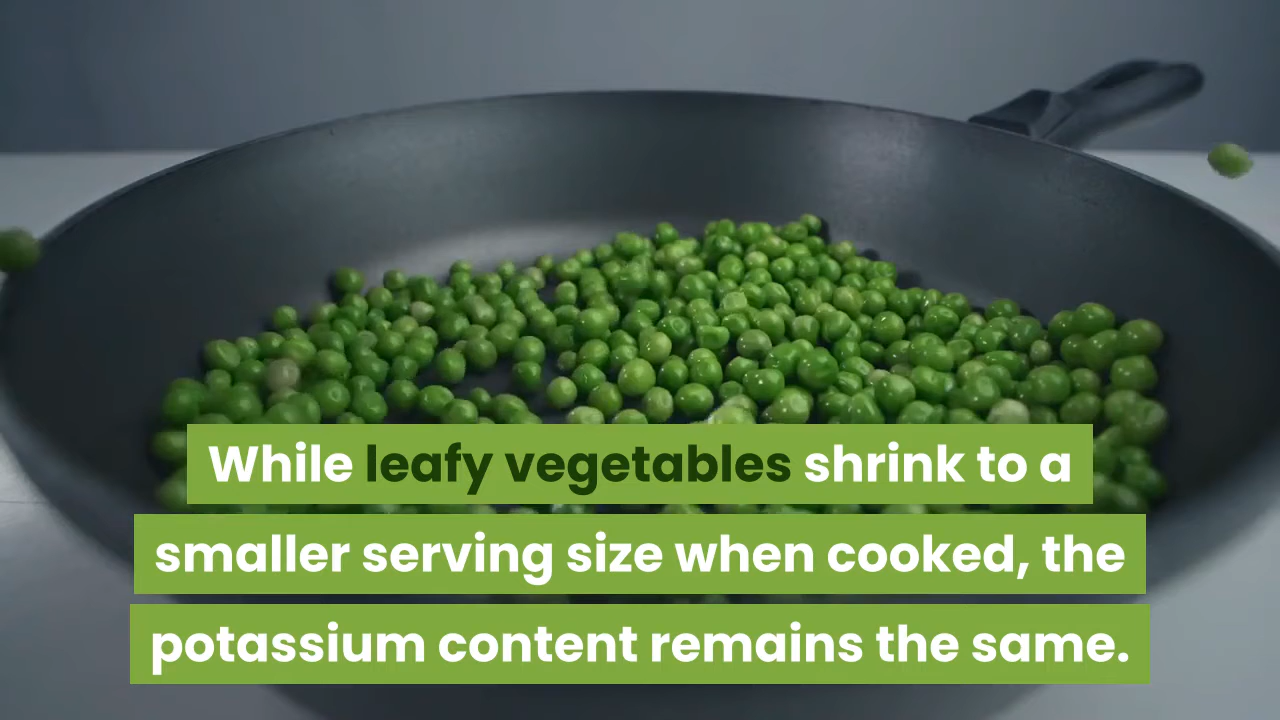 While leafy vegetables shrink to a
smaller serving size when cooked, the
potassium content remains the same.